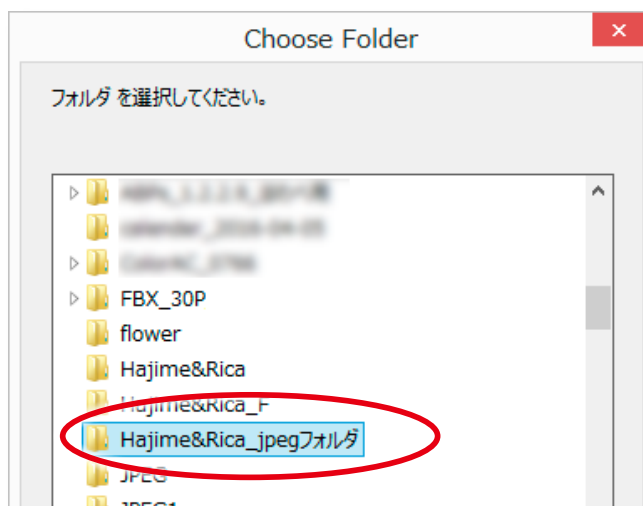 Choose Folder
フォルダ を選択してください。
FBX_30P
flower
Hajime&Rica
Hajime&Rica_F
Hajime&Rica_jpegフォルダ
JPEG
JPEG1